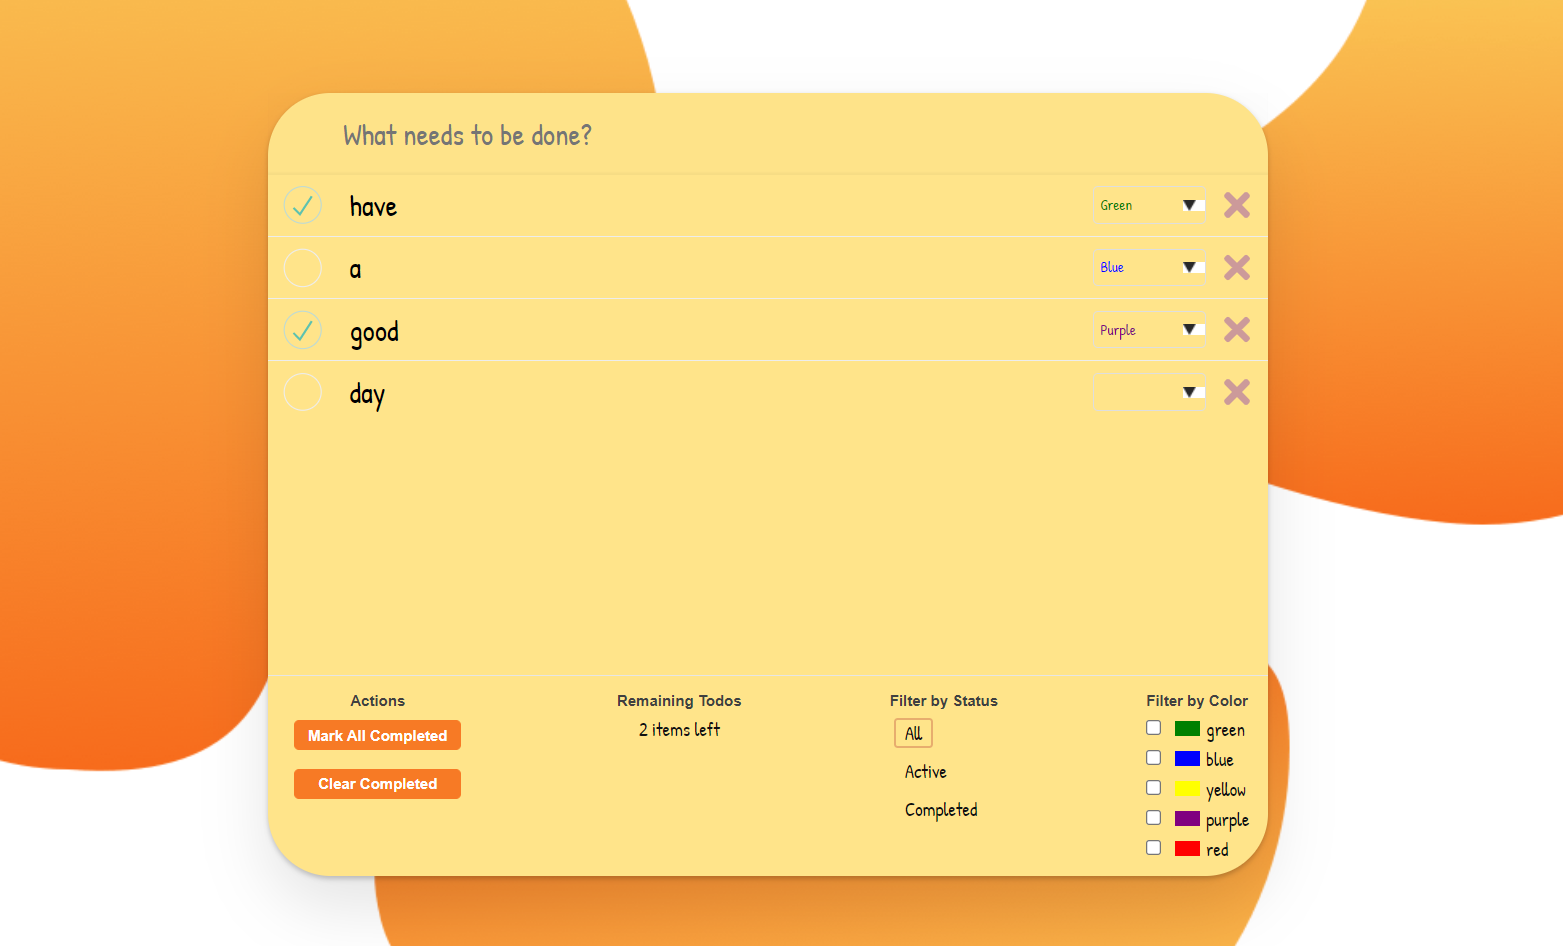 What needs to be done?
have Green
a Blue
good Purple
day
Actions
Mark All Completed
Clear Completed
Remaining Todos
2 items left
Filter by Status
All
Active
Completed
Filter by Color
green
blue
yellow
purple
red